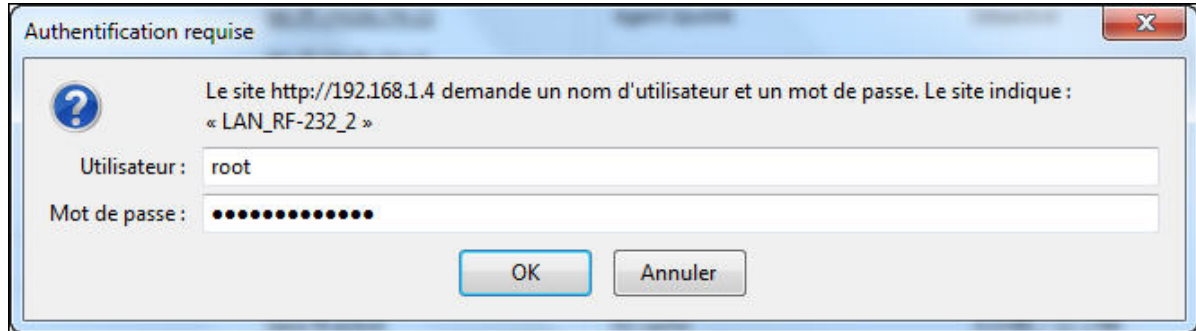 Authentification requise
Le site http://192.168.1.4 demande un nom d'utilisateur et un mot de passe. Le site indique :
« LAN_RF-232_2 »
Utilisateur : root
Mot de passe : •••••••••••••
OK Annuler